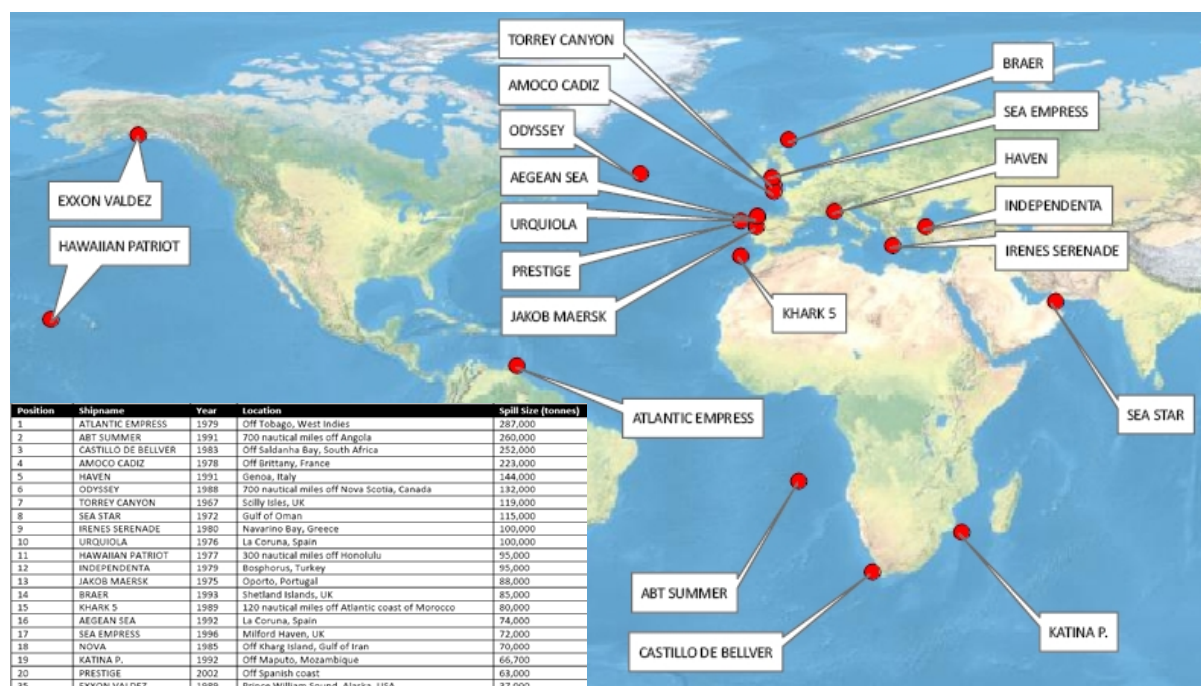 TORREY CANYON
BRAER
AMOCO CADIZ
SEA EMPRESS
ODYSSEY
HAVEN
AEGEAN SEA
EXXON VALDEZ
INDEPENDENTA
URQUIOLA
HAWAIIAN PATRIOT
IRENES SERENADE
PRESTIGE
JAKOB MAERSK
KHARK 5
ATLANTIC EMPRESS
SEA STAR
ABT SUMMER
KATINA P.
CASTILLO DE BELLVER
Position Shipname Year Location Spill Size (tonnes)
1 ATLANTIC EMPRESS 1979 Off Tobago, West Indies 287,000
2 ABT SUMMER 1991 700 nautical miles off Angola 260,000
3 CASTILLO DE BELLVER 1983 Off Saldanha Bay, South Africa 252,000
4 AMOCO CADIZ 1978 Off Brittany, France 223,000
5 HAVEN 1991 Genoa, Italy 144,000
6 ODYSSEY 1988 700 nautical miles off Nova Scotia, Canada 132,000
7 TORREY CANYON 1967 Scilly Isles, UK 119,000
8 SEA STAR 1972 Gulf of Oman 115,000
9 IRENES SERENADE 1980 Navarino Bay, Greece 100,000
10 URQUIOLA 1976 La Coruna, Spain 100,000
11 HAWAIIAN PATRIOT 1977 300 nautical miles off Honolulu 95,000
12 INDEPENDENTA 1979 Bosphorus, Turkey 95,000
13 JAKOB MAERSK 1975 Oporto, Portugal 88,000
14 BRAER 1993 Shetland Islands, UK 85,000
15 KHARK 5 1989 120 nautical miles off Atlantic coast of Morocco 80,000
16 AEGEAN SEA 1992 La Coruna, Spain 74,000
17 SEA EMPRESS 1996 Milford Haven, UK 72,000
18 NOVA 1985 Off Kharg Island, Gulf of Iran 70,000
19 KATINA P. 1992 Off Maputo, Mozambique 66,700
20 PRESTIGE 2002 Off Spanish coast 63,000
35 EXXON VALDEZ 1989 Prince William Sound, Alaska, USA 37,000